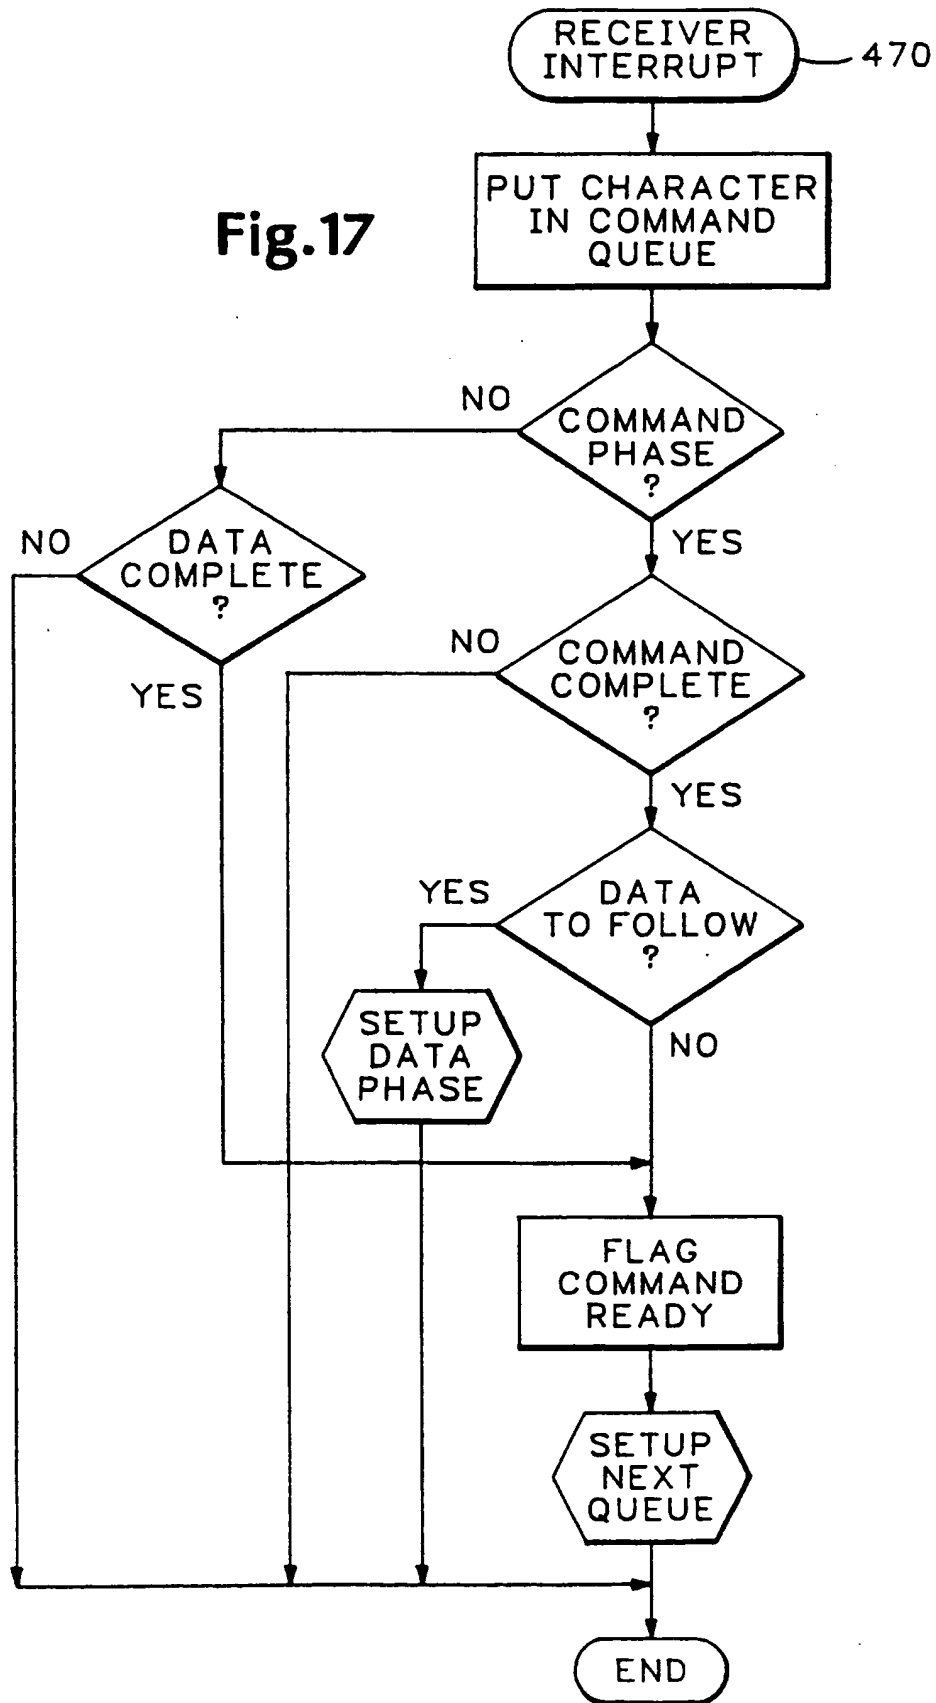 RECEIVER
INTERRUPT
470
PUT CHARACTER
IN COMMAND
QUEUE
Fig.17
NO
COMMAND
PHASE
?
YES
NO
DATA
COMPLETE
?
YES
NO
COMMAND
COMPLETE
?
YES
YES
DATA
TO FOLLOW
?
NO
SETUP
DATA
PHASE
FLAG
COMMAND
READY
SETUP
NEXT
QUEUE
END